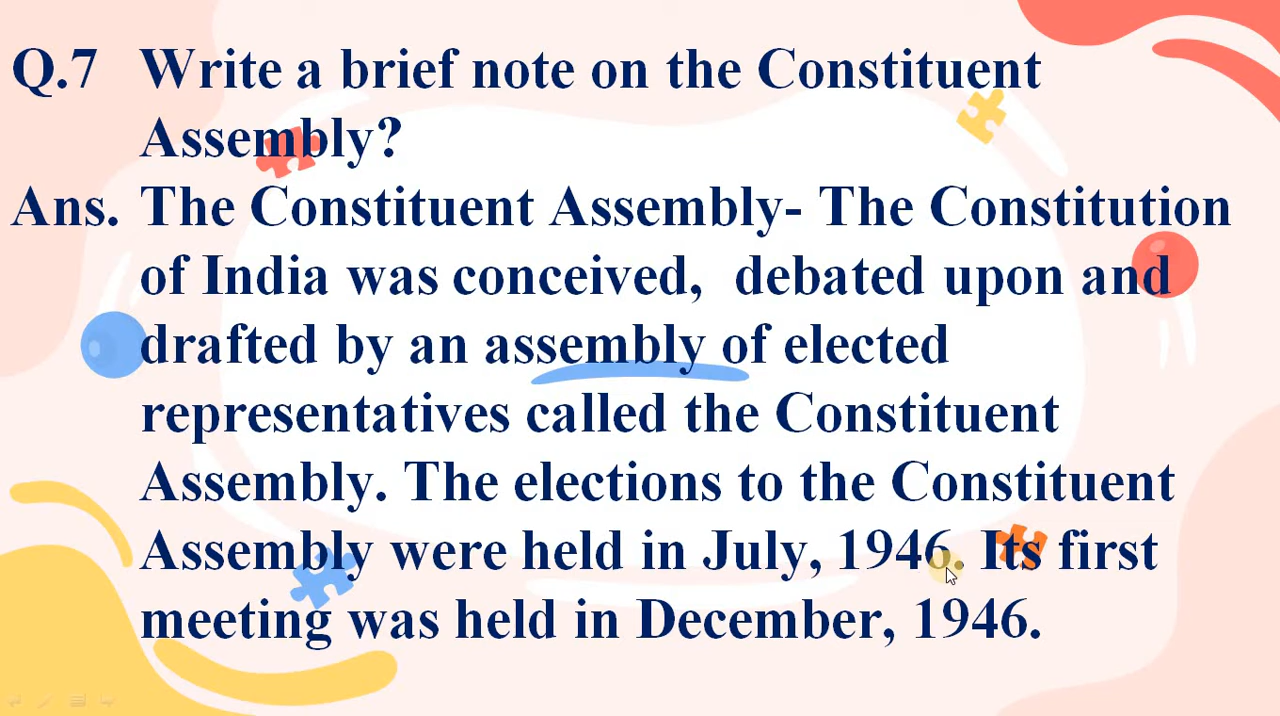 Q.7 Write a brief note on the Constituent
Assembly?
Ans. The Constituent Assembly- The Constitution
of India was conceived, debated upon and
drafted by an assembly of elected
representatives called the Constituent
Assembly. The elections to the Constituent
Assembly were held in July, 1946. Its first
meeting was held in December, 1946.